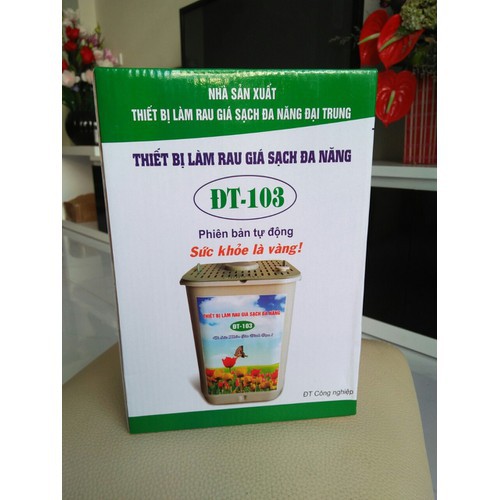 NHÀ SẢN XUẤT
THIẾT BỊ LÀM RAU GIÁ SẠCH ĐA NĂNG ĐẠI TRUNG
THIẾT BỊ LÀM RAU GIÁ SẠCH ĐA NĂNG
ĐT-103
Phiên bản tự động
Sức khỏe là vàng!
THIẾT BỊ LÀM RAU GIÁ SẠCH ĐA NĂNG
ĐT-103
ĐT Công nghiệp